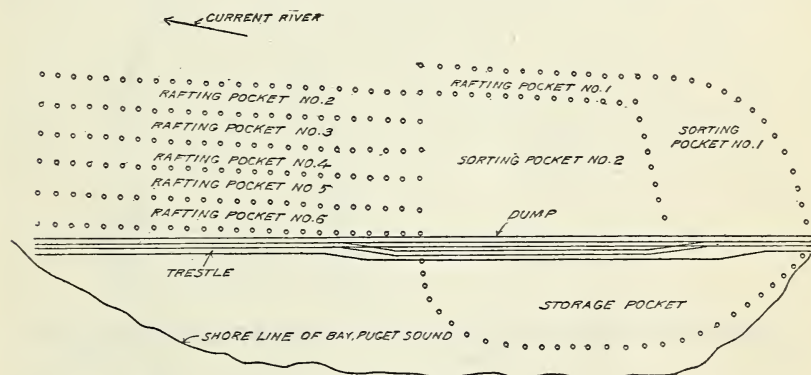 CURRENT RIVER
RAFTING POCKET NO.1
RAFTING POCKET NO.2
RAFTING POCKET NO.3
SORTING
POCKET NO.1
RAFTING POCKET NO.4
SORTING POCKET NO.2
RAFTING POCKET NO 5
RAFTING POCKET NO.6
DUMP
TRESTLE
STORAGE POCKET
SHORE LINE OF BAY, PUGET SOUND